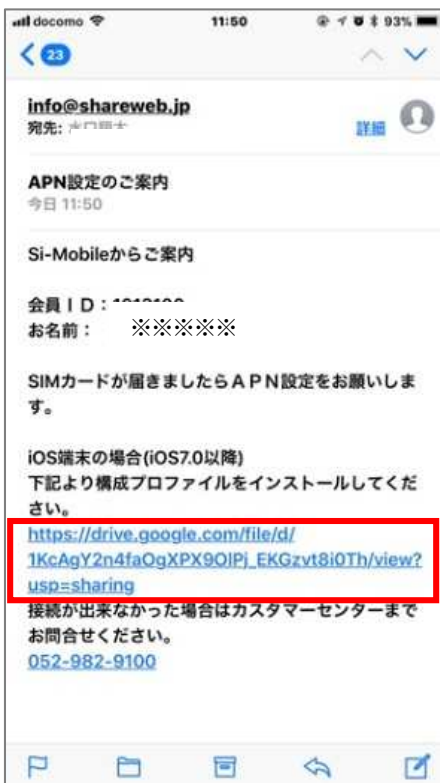 docomo 11:50 93%
23
info@shareweb.jp
宛先:
詳細
APN設定のご案内
今日 11:50
Si-Mobileからご案内
会員ID：
お名前： ※※※※※
SIMカードが届きましたらＡＰＮ設定をお願いしま
す。
iOS端末の場合(iOS7.0以降)
下記より構成プロファイルをインストールしてくだ
さい。
https://drive.google.com/file/d/
1KcAgY2n4faOgXPX9OIPj_EKGzvt8i0Th/view?
usp=sharing
接続が出来なかった場合はカスタマーセンターまで
お問合せください。
052-982-9100